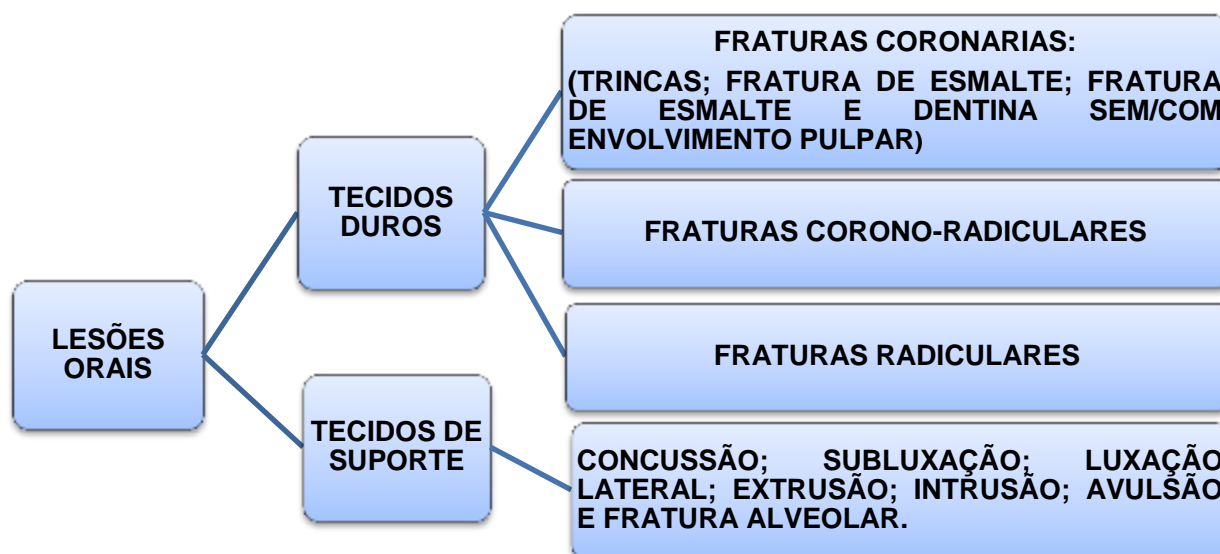 FRATURAS CORONARIAS:
(TRINCAS; FRATURA DE ESMALTE; FRATURA
DE ESMALTE E DENTINA SEM/COM
ENVOLVIMENTO PULPAR)
TECIDOS
DUROS
FRATURAS CORONO-RADICULARES
LESÕES
ORAIS
FRATURAS RADICULARES
TECIDOS DE
SUPORTE
CONCUSSÃO; SUBLUXAÇÃO; LUXAÇÃO
LATERAL; EXTRUSÃO; INTRUSÃO; AVULSÃO
E FRATURA ALVEOLAR.